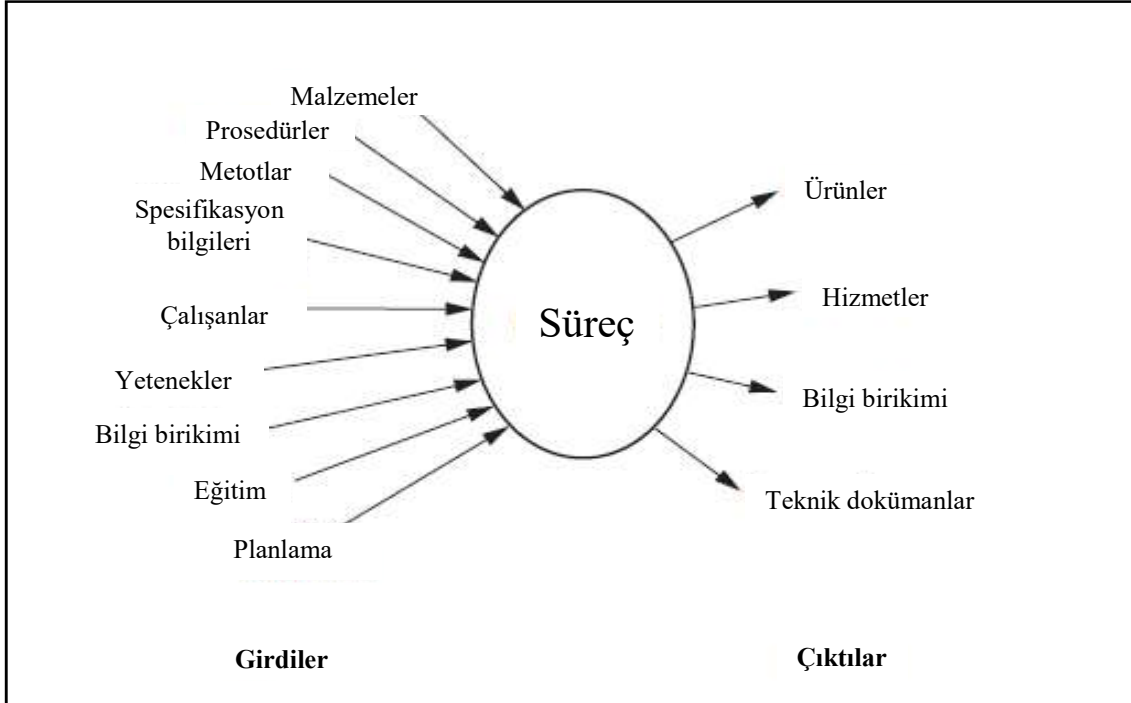 Malzemeler
Prosedürler
Metotlar
Spesifikasyon
bilgileri
Çalışanlar
Yetenekler
Bilgi birikimi
Eğitim
Planlama
Süreç
Ürünler
Hizmetler
Bilgi birikimi
Teknik dokümanlar
Girdiler
Çıktılar